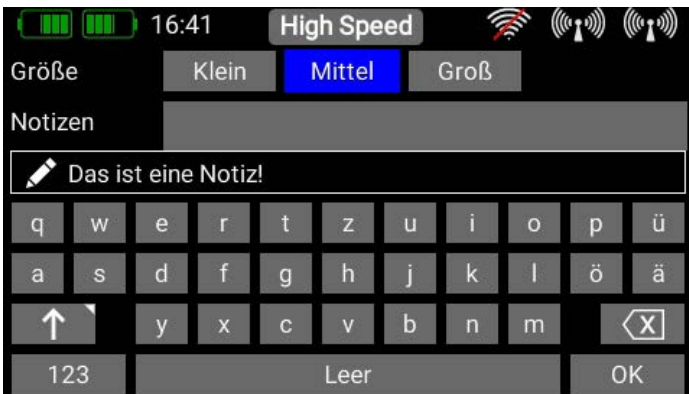 16:41 High Speed
Größe Klein Mittel Groß
Notizen
Das ist eine Notiz!
q w e r t z u i o p ü
a s d f g h j k l ö ä
y x c v b n m X
123 Leer OK